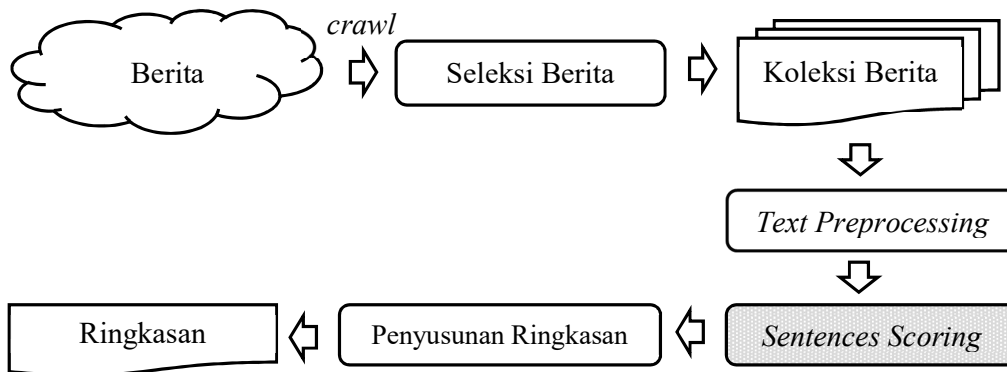 Berita
crawl
Seleksi Berita
Koleksi Berita
Text Preprocessing
Sentences Scoring
Penyusunan Ringkasan
Ringkasan